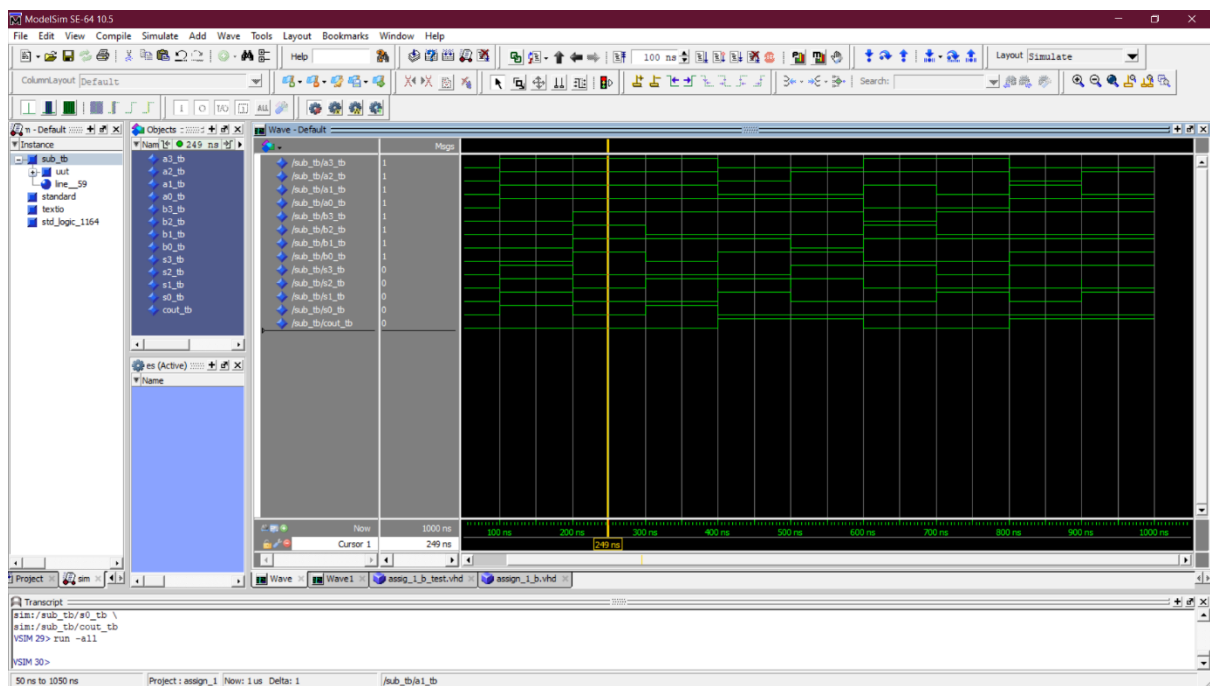 ModelSim SE-64 10.5
File Edit View Compile Simulate Add Wave Tools Layout Bookmarks Window Help
Help 100 ns Layout Simulate
ColumnLayout Default Search:
I O I/O ALL
- Default Objects Wave - Default
Instance Nam 249 ns Msgs
sub_tb
uut
line__59
standard
textio
std_logic_1164
a3_tb
a2_tb
a1_tb
a0_tb
b3_tb
b2_tb
b1_tb
b0_tb
s3_tb
s2_tb
s1_tb
s0_tb
cout_tb
es (Active)
Name
/sub_tb/a3_tb 1
/sub_tb/a2_tb 1
/sub_tb/a1_tb 1
/sub_tb/a0_tb 1
/sub_tb/b3_tb 1
/sub_tb/b2_tb 1
/sub_tb/b1_tb 1
/sub_tb/b0_tb 1
/sub_tb/s3_tb 0
/sub_tb/s2_tb 0
/sub_tb/s1_tb 0
/sub_tb/s0_tb 0
/sub_tb/cout_tb 0
Now 1000 ns 100 ns 200 ns 300 ns 400 ns 500 ns 600 ns 700 ns 800 ns 900 ns 1000 ns
Cursor 1 249 ns 249 ns
Project sim Wave Wave1 assig_1_b_test.vhd assign_1_b.vhd
Transcript
sim:/sub_tb/s0_tb \
sim:/sub_tb/cout_tb
VSIM 29> run -all
VSIM 30>
50 ns to 1050 ns Project : assign_1 Now: 1 us Delta: 1 /sub_tb/a1_tb